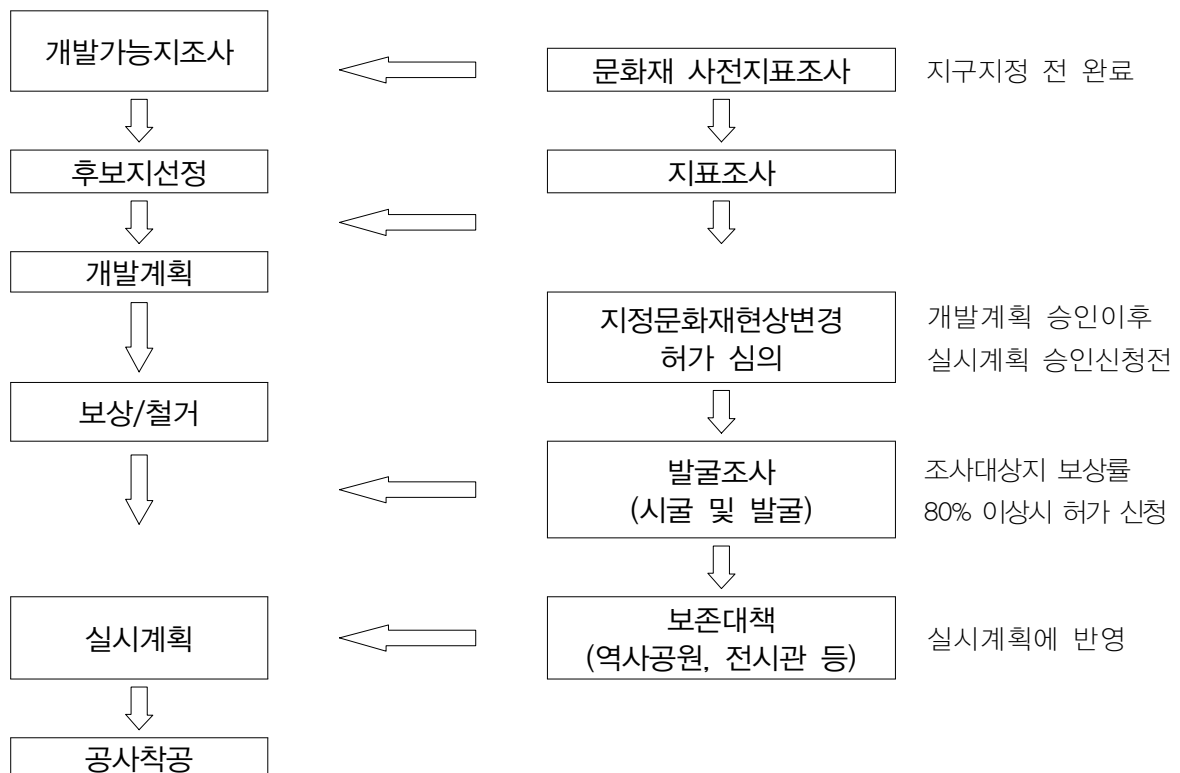 개발가능지조사
문화재 사전지표조사
지구지정 전 완료
후보지선정
지표조사
개발계획
지정문화재현상변경
허가 심의
개발계획 승인이후
실시계획 승인신청전
보상/철거
발굴조사
(시굴 및 발굴)
조사대상지 보상률
80% 이상시 허가 신청
실시계획
보존대책
(역사공원, 전시관 등)
실시계획에 반영
공사착공